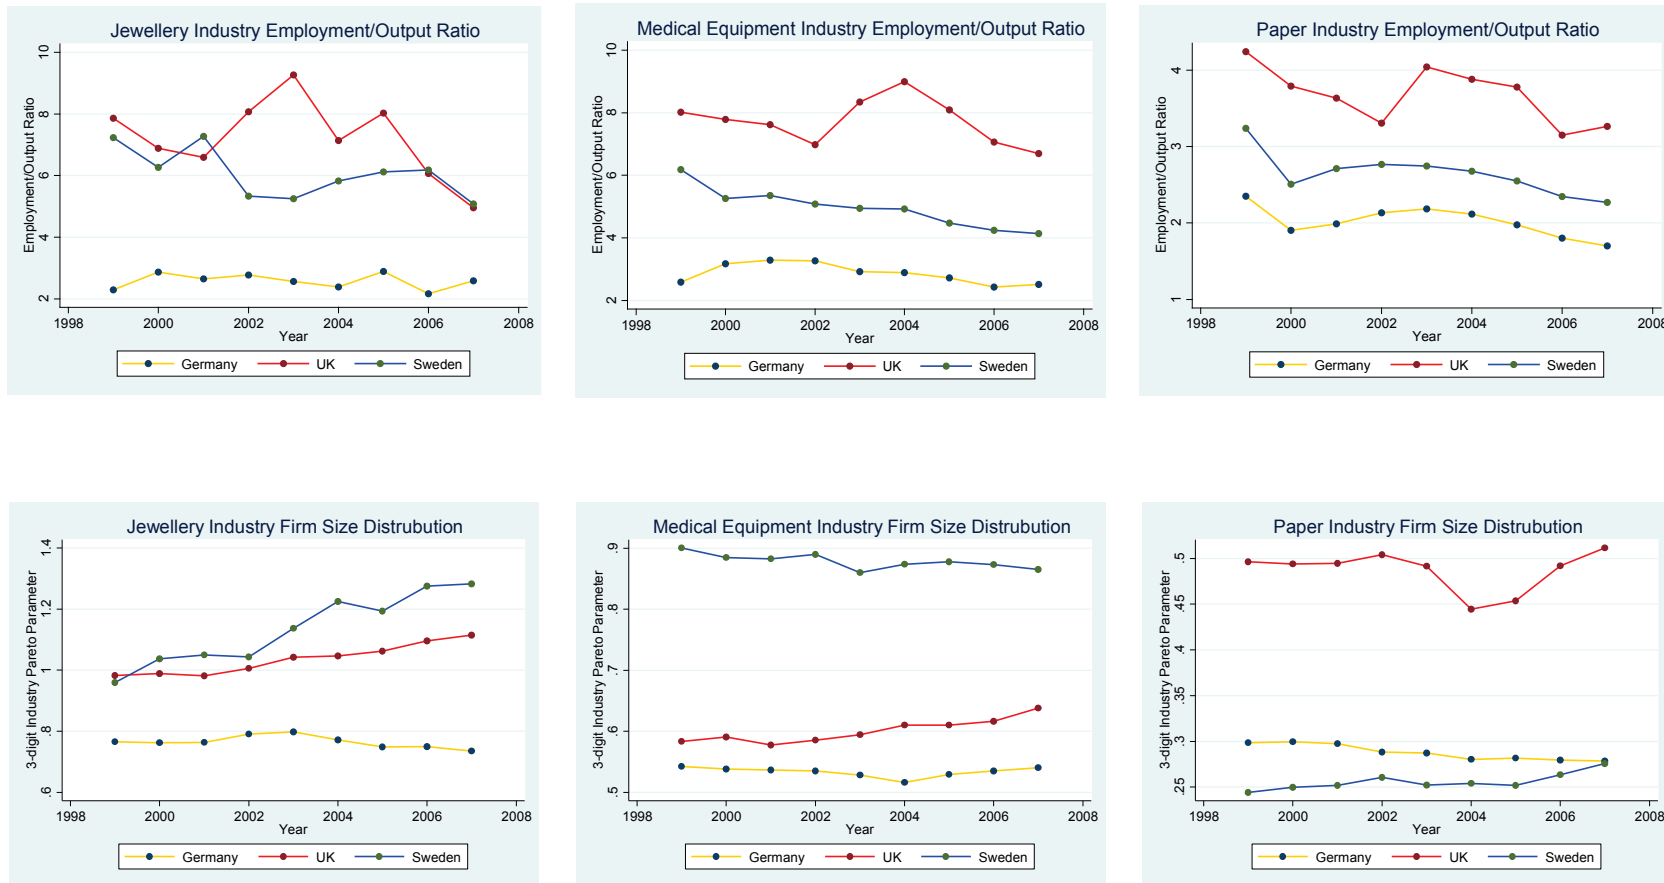 Jewellery Industry Employment/Output Ratio
Employment/Output Ratio
10
8
6
4
2
1998 2000 2002 2004 2006 2008
Year
Germany UK Sweden
Medical Equipment Industry Employment/Output Ratio
Employment/Output Ratio
10
8
6
4
2
1998 2000 2002 2004 2006 2008
Year
Germany UK Sweden
Paper Industry Employment/Output Ratio
Employment/Output Ratio
4
3
2
1
1998 2000 2002 2004 2006 2008
Year
Germany UK Sweden
Jewellery Industry Firm Size Distrubution
3-digit Industry Pareto Parameter
1.4
1.2
1
.8
.6
1998 2000 2002 2004 2006 2008
Year
Germany UK Sweden
Medical Equipment Industry Firm Size Distrubution
3-digit Industry Pareto Parameter
.9
.8
.7
.6
.5
1998 2000 2002 2004 2006 2008
Year
Germany UK Sweden
Paper Industry Firm Size Distrubution
3-digit Industry Pareto Parameter
.5
.45
.4
.35
.3
.25
1998 2000 2002 2004 2006 2008
Year
Germany UK Sweden